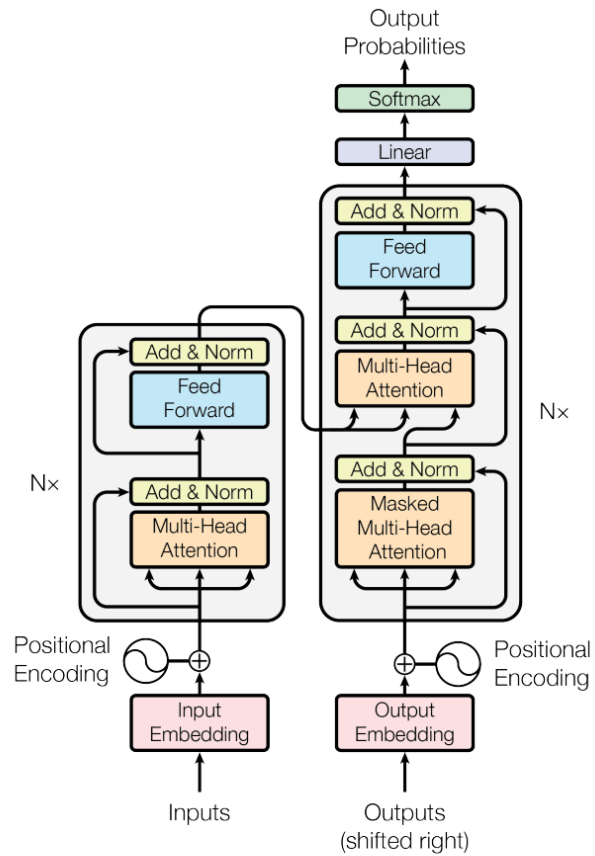 Output
Probabilities
Softmax
Linear
Add & Norm
Feed
Forward
Add & Norm
Multi-Head
Attention
Add & Norm
Masked
Multi-Head
Attention
N×
Add & Norm
Feed
Forward
Add & Norm
Multi-Head
Attention
N×
Positional
Encoding
Positional
Encoding
Input
Embedding
Output
Embedding
Inputs
Outputs
(shifted right)